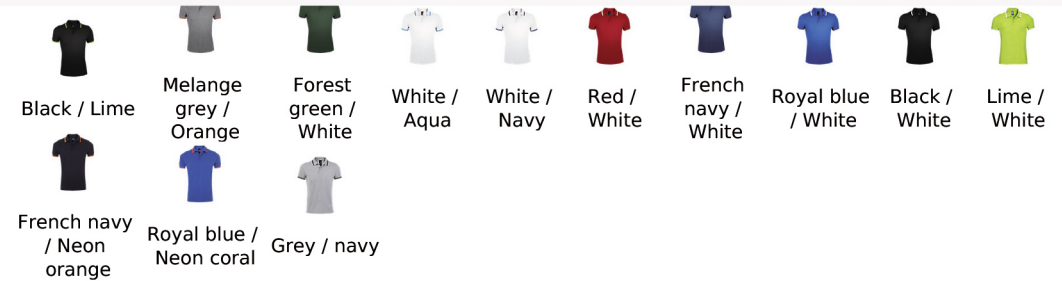 Black / Lime
Melange
grey /
Orange
Forest
green /
White
White /
Aqua
White /
Navy
Red /
White
French
navy /
White
Royal blue
/ White
Black /
White
Lime /
White
French navy
/ Neon
orange
Royal blue /
Neon coral
Grey / navy